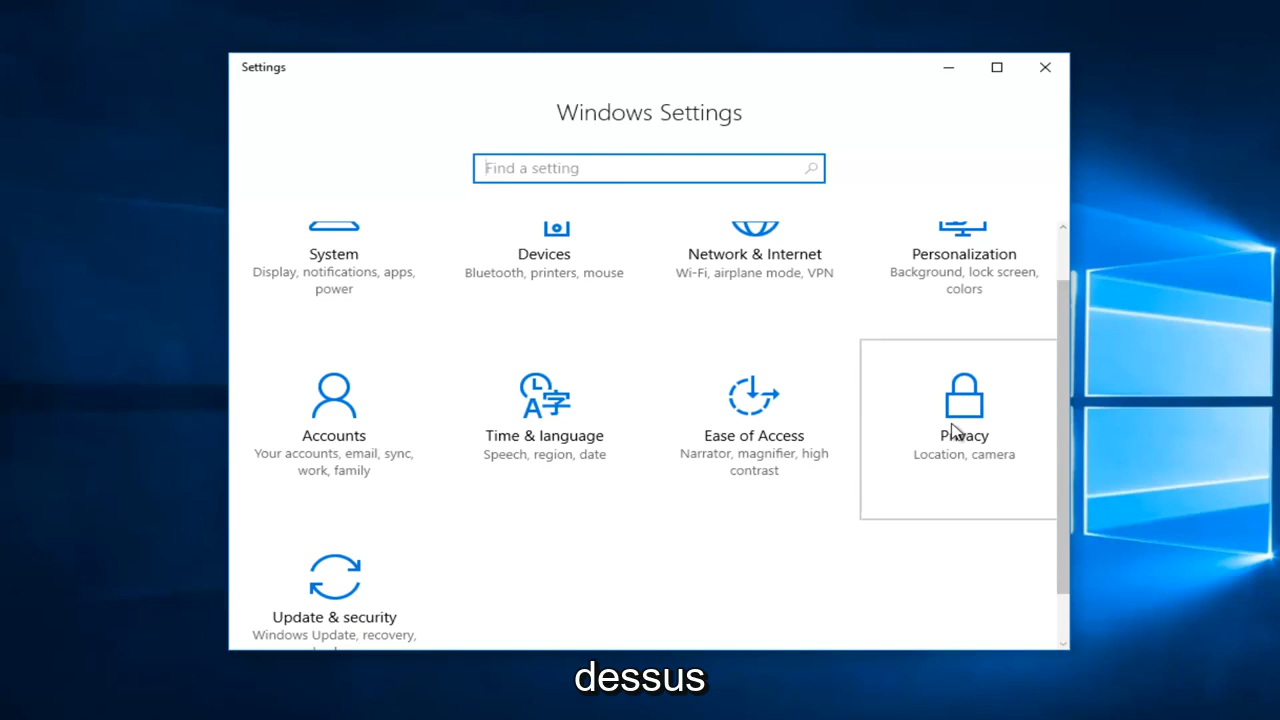 Settings
Windows Settings
Find a setting
System
Display, notifications, apps,
power
Devices
Bluetooth, printers, mouse
Network & Internet
Wi-Fi, airplane mode, VPN
Personalization
Background, lock screen,
colors
Accounts
Your accounts, email, sync,
work, family
Time & language
Speech, region, date
Ease of Access
Narrator, magnifier, high
contrast
Privacy
Location, camera
Update & security
Windows Update, recovery,
dessus